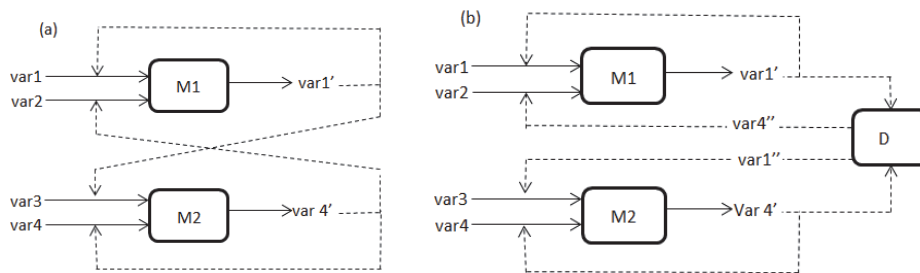 (a)
var1
var2
M1
var1’
var3
var4
M2
var 4’
(b)
var1
var2
M1
var1’
var4’’
D
var1’’
var3
var4
M2
Var 4’